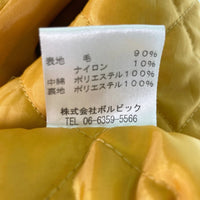 表地 毛 90%
ナイロン 10%
中綿 ポリエステル100%
裏地 ポリエステル100%
株式会社ボルビック
TEL 06-6359-5566